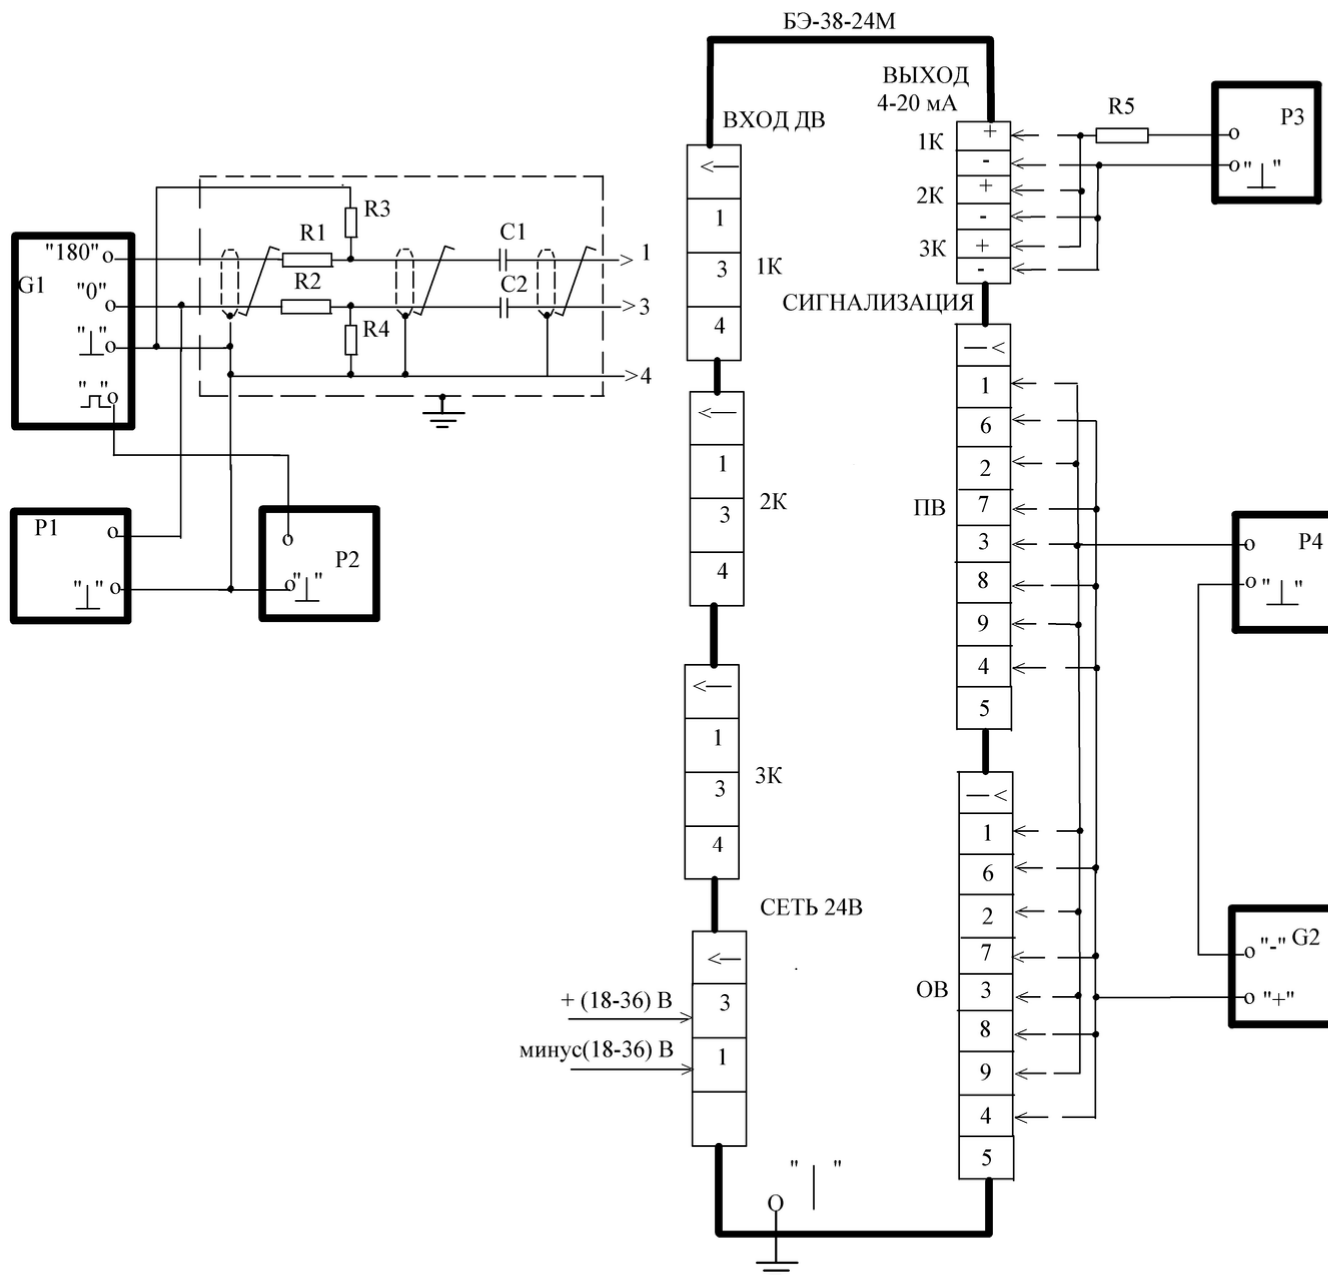 БЭ-38-24М
ВЫХОД
4-20 мА
ВХОД ДВ
1К
+
-
2К
+
-
3К
+
-
R5
P3
"⊥"
G1
"180"
"0"
"⊥"
"⎍"
R3
R1
R2
R4
C1
C2
1
3
4
P1
"⊥"
P2
"⊥"
1
3
4
1К
1
3
4
2К
1
3
4
3К
СЕТЬ 24В
+ (18-36) В
минус(18-36) В
3
1
СИГНАЛИЗАЦИЯ
ПВ
1
6
2
7
3
8
9
4
5
ОВ
1
6
2
7
3
8
9
4
5
P4
"⊥"
"-" G2
"+"
"|"